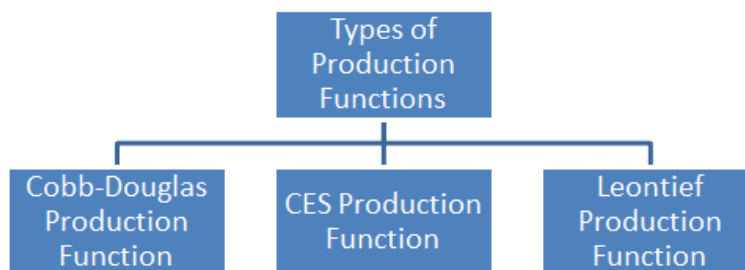 Types of
Production
Functions
Cobb-Douglas
Production
Function
CES Production
Function
Leontief
Production
Function